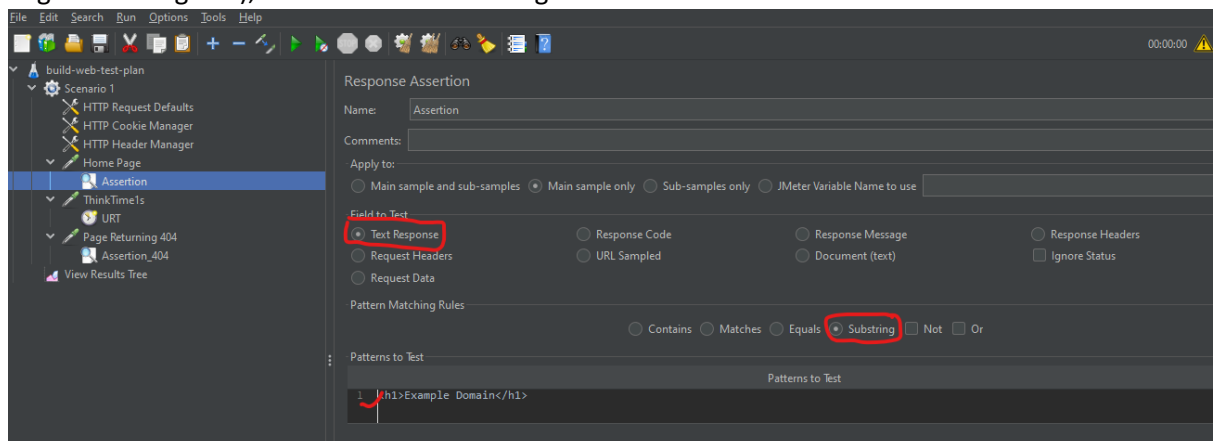 File Edit Search Run Options Tools Help
00:00:00
build-web-test-plan
Scenario 1
HTTP Request Defaults
HTTP Cookie Manager
HTTP Header Manager
Home Page
Assertion
ThinkTime1s
URT
Page Returning 404
Assertion_404
View Results Tree
Response Assertion
Name: Assertion
Comments:
Apply to:
Main sample and sub-samples Main sample only Sub-samples only JMeter Variable Name to use
Field to Test
Text Response Response Code Response Message Response Headers
Request Headers URL Sampled Document (text) Ignore Status
Request Data
Pattern Matching Rules
Contains Matches Equals Substring Not Or
Patterns to Test
Patterns to Test
1 <h1>Example Domain</h1>